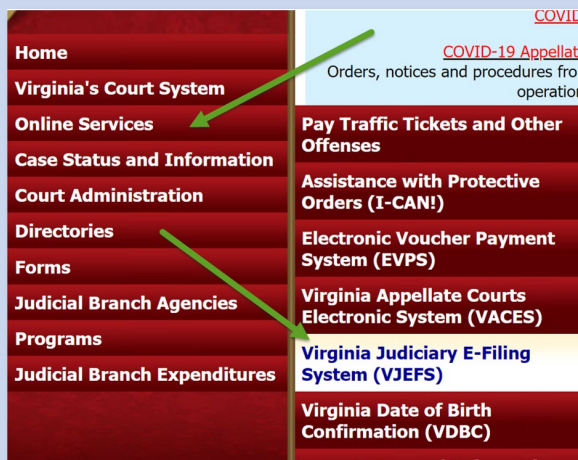 COVID
COVID-19 Appellat
Orders, notices and procedures fro
operation
Home
Virginia's Court System
Online Services
Case Status and Information
Court Administration
Directories
Forms
Judicial Branch Agencies
Programs
Judicial Branch Expenditures
Pay Traffic Tickets and Other
Offenses
Assistance with Protective
Orders (I-CAN!)
Electronic Voucher Payment
System (EVPS)
Virginia Appellate Courts
Electronic System (VACES)
Virginia Judiciary E-Filing
System (VJEFS)
Virginia Date of Birth
Confirmation (VDBC)